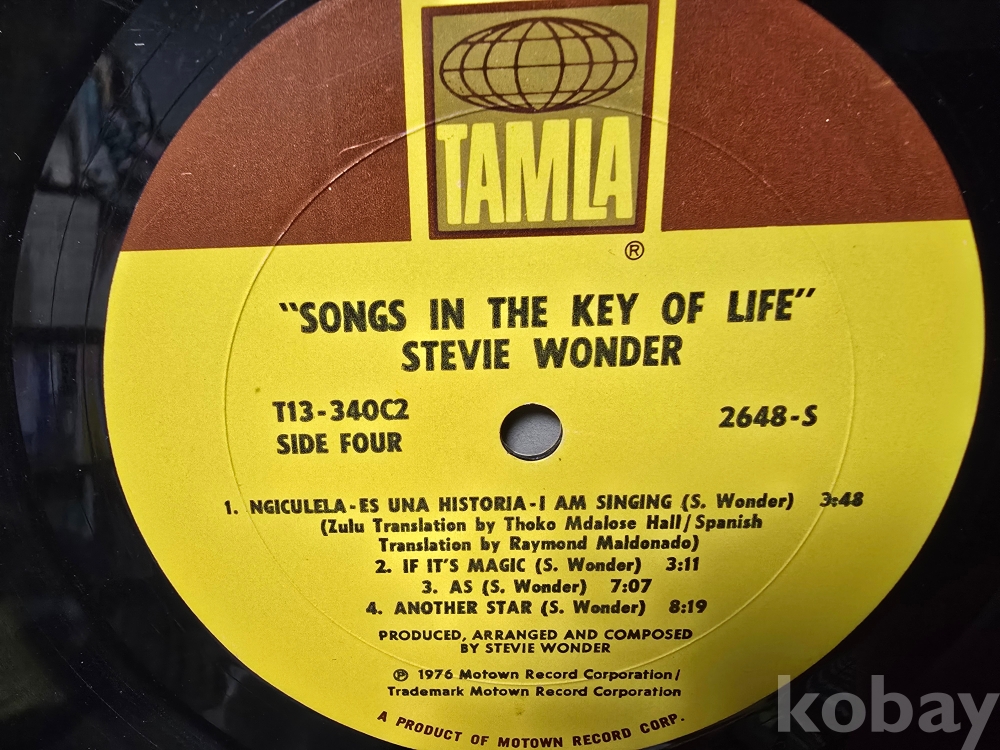 TAMLA
®
"SONGS IN THE KEY OF LIFE"
STEVIE WONDER
T13-340C2
2648-S
SIDE FOUR
1. NGICULELA-ES UNA HISTORIA-I AM SINGING (S. Wonder) 3:48
(Zulu Translation by Thoko Mdalose Hall/Spanish
Translation by Raymond Maldonado)
2. IF IT'S MAGIC (S. Wonder) 3:11
3. AS (S. Wonder) 7:07
4. ANOTHER STAR (S. Wonder) 8:19
PRODUCED, ARRANGED AND COMPOSED
BY STEVIE WONDER
℗ 1976 Motown Record Corporation/
Trademark Motown Record Corporation
A PRODUCT OF MOTOWN RECORD CORP.
kobay